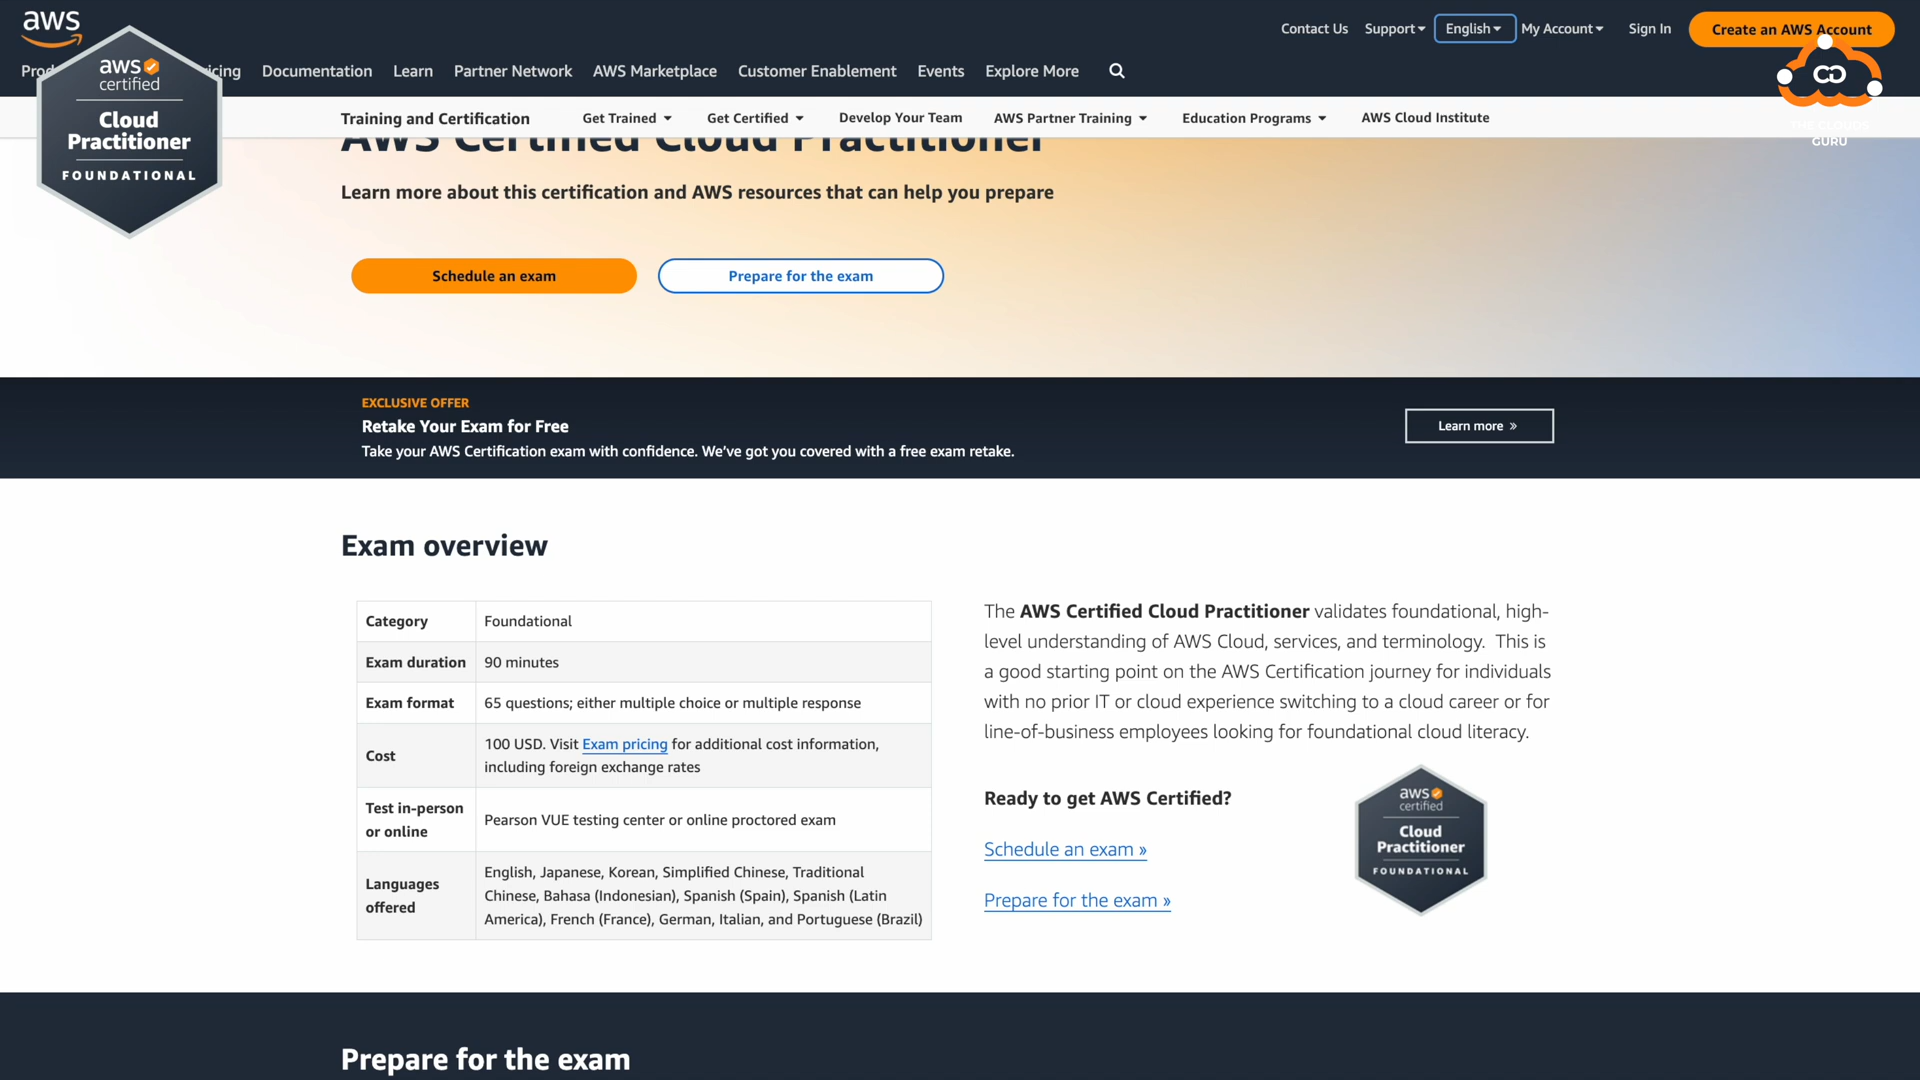 aws
Contact Us Support English My Account Sign In Create an AWS Account
Documentation Learn Partner Network AWS Marketplace Customer Enablement Events Explore More
aws
certified
Cloud
Practitioner
FOUNDATIONAL
GURU
Training and Certification Get Trained Get Certified Develop Your Team AWS Partner Training Education Programs AWS Cloud Institute
AWS Certified Cloud Practitioner
Learn more about this certification and AWS resources that can help you prepare
Schedule an exam Prepare for the exam
EXCLUSIVE OFFER
Retake Your Exam for Free
Take your AWS Certification exam with confidence. We’ve got you covered with a free exam retake.
Learn more »
Exam overview
Category Foundational
Exam duration 90 minutes
Exam format 65 questions; either multiple choice or multiple response
Cost 100 USD. Visit Exam pricing for additional cost information,
including foreign exchange rates
Test in-person
or online
Pearson VUE testing center or online proctored exam
Languages
offered
English, Japanese, Korean, Simplified Chinese, Traditional
Chinese, Bahasa (Indonesian), Spanish (Spain), Spanish (Latin
America), French (France), German, Italian, and Portuguese (Brazil)
The AWS Certified Cloud Practitioner validates foundational, high-
level understanding of AWS Cloud, services, and terminology. This is
a good starting point on the AWS Certification journey for individuals
with no prior IT or cloud experience switching to a cloud career or for
line-of-business employees looking for foundational cloud literacy.
Ready to get AWS Certified?
Schedule an exam »
Prepare for the exam »
aws
certified
Cloud
Practitioner
FOUNDATIONAL
Prepare for the exam